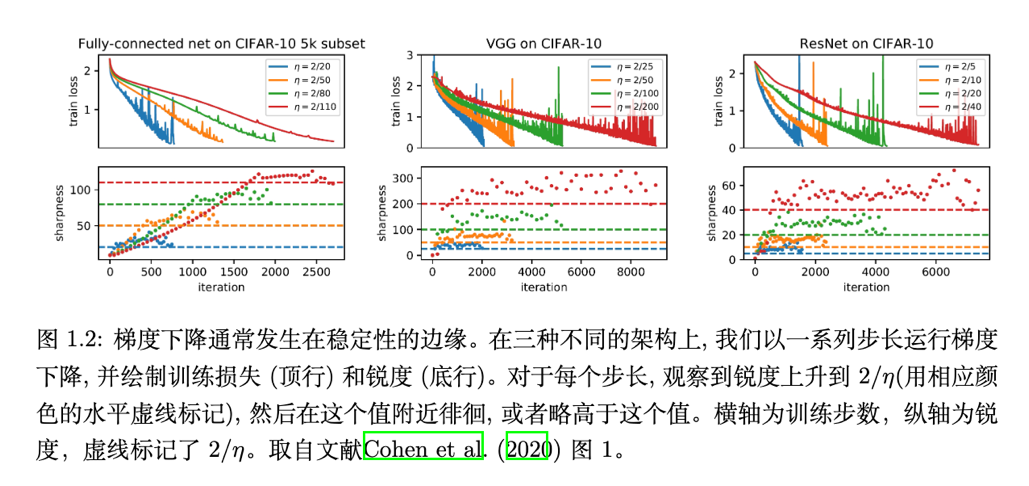 Fully-connected net on CIFAR-10 5k subset
VGG on CIFAR-10
ResNet on CIFAR-10
train loss
2
1
η = 2/20
η = 2/50
η = 2/80
η = 2/110
train loss
3
2
1
0
η = 2/25
η = 2/50
η = 2/100
η = 2/200
train loss
2
1
0
η = 2/5
η = 2/10
η = 2/20
η = 2/40
sharpness
100
50
0 500 1000 1500 2000 2500
iteration
sharpness
300
200
100
0
0 2000 4000 6000 8000
iteration
sharpness
60
40
20
0
0 2000 4000 6000
iteration
图 1.2: 梯度下降通常发生在稳定性的边缘。在三种不同的架构上, 我们以一系列步长运行梯度
下降, 并绘制训练损失 (顶行) 和锐度 (底行)。对于每个步长, 观察到锐度上升到 2/η(用相应颜
色的水平虚线标记), 然后在这个值附近徘徊, 或者略高于这个值。横轴为训练步数，纵轴为锐
度，虚线标记了 2/η。取自文献Cohen et al. (2020) 图 1。